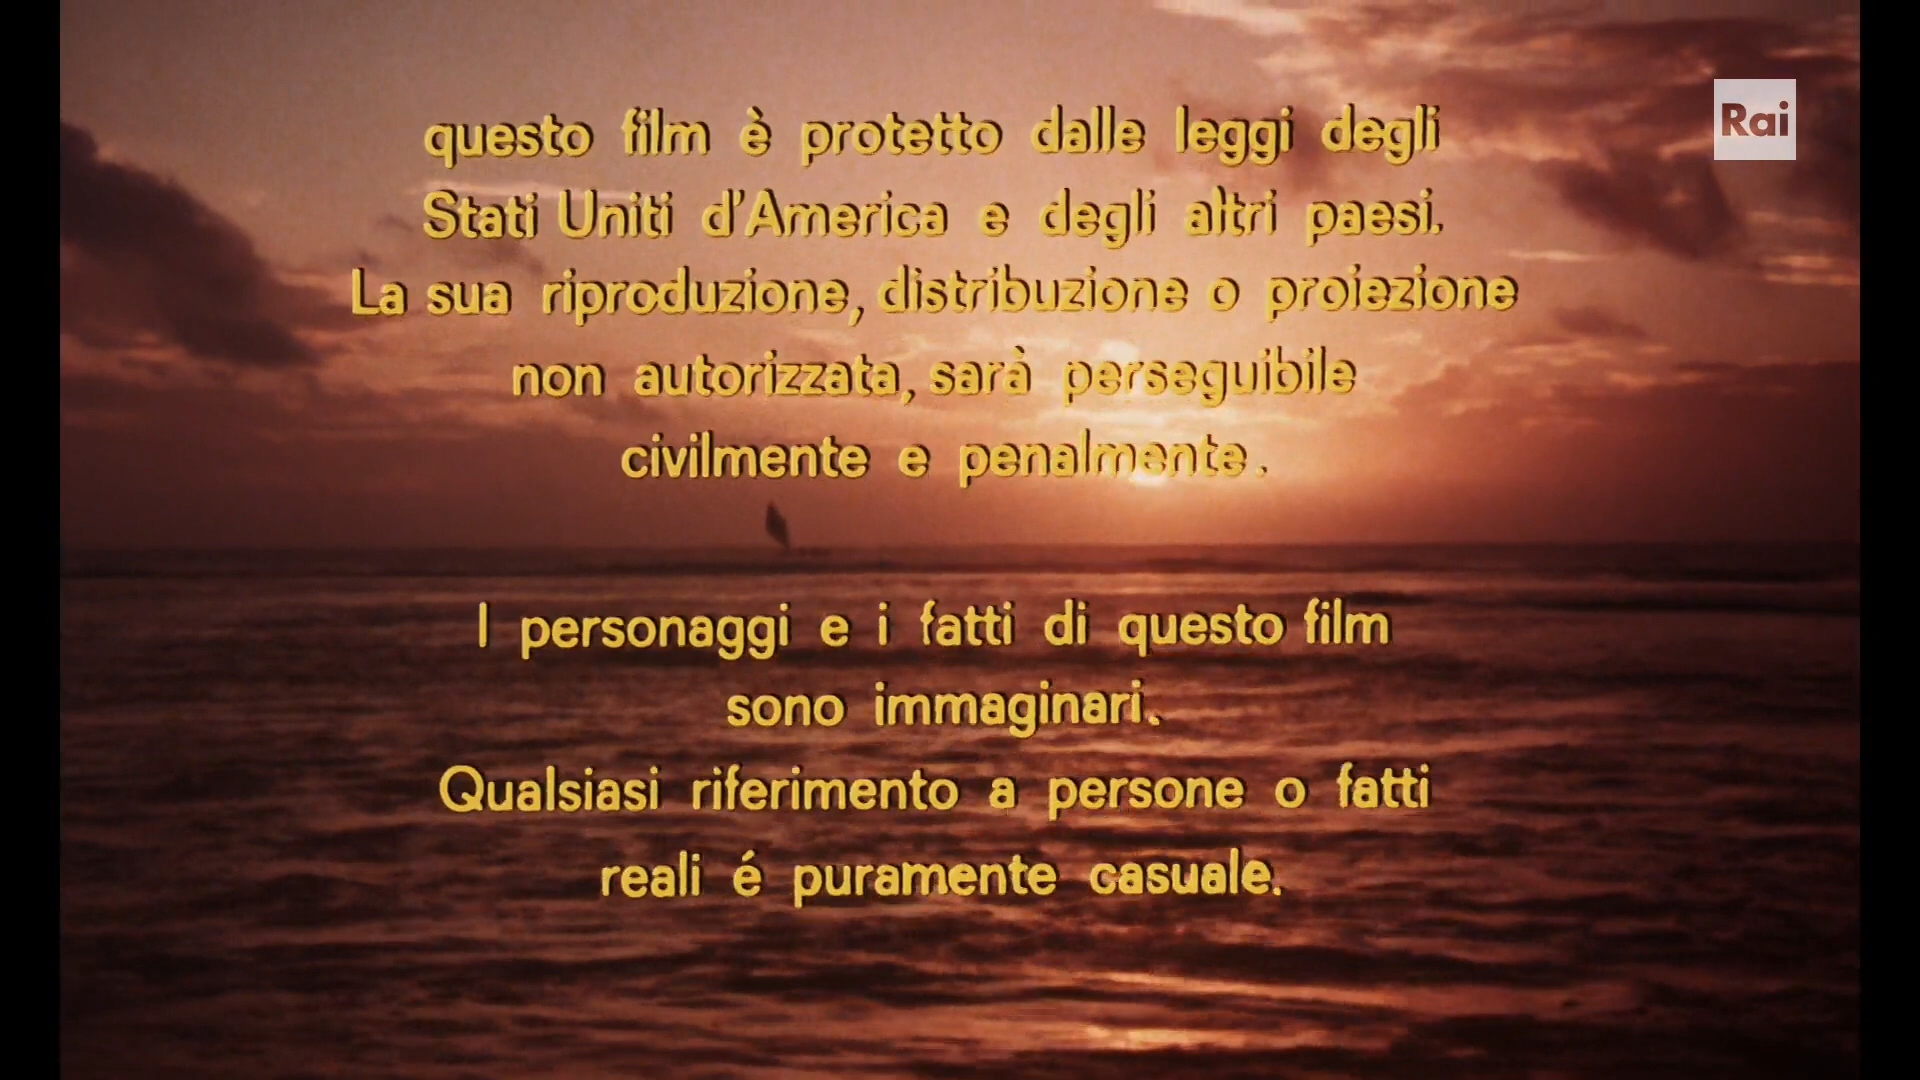 Rai
questo film è protetto dalle leggi degli
Stati Uniti d'America e degli altri paesi.
La sua riproduzione, distribuzione o proiezione
non autorizzata, sarà perseguibile
civilmente e penalmente.
I personaggi e i fatti di questo film
sono immaginari.
Qualsiasi riferimento a persone o fatti
reali é puramente casuale.